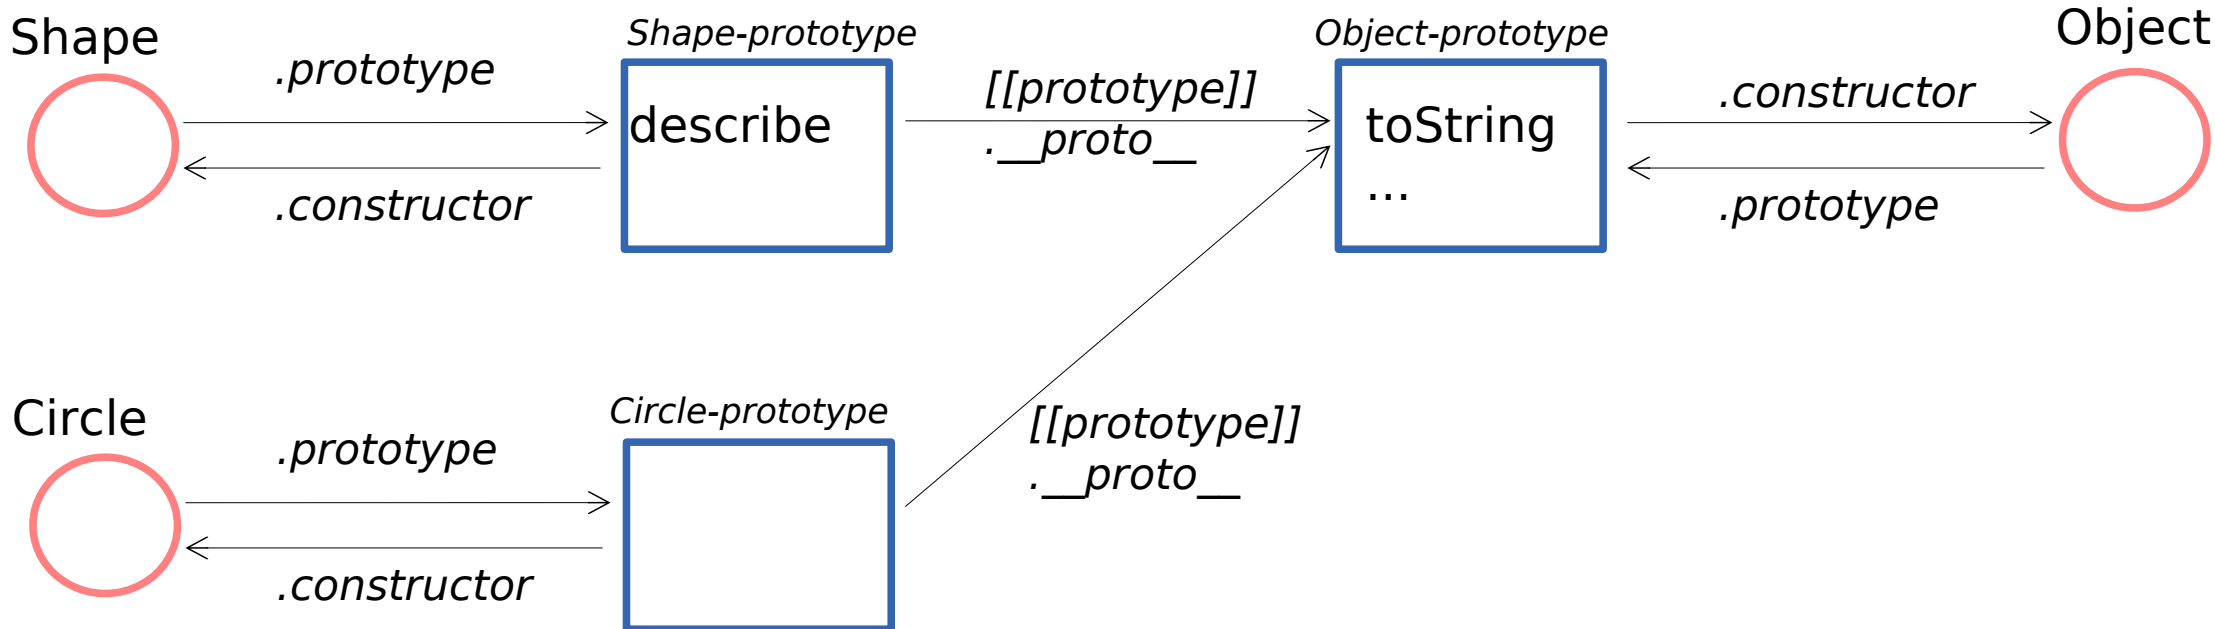 Shape
.prototype
.constructor
Shape-prototype
describe
[[prototype]]
.__proto__
Object-prototype
toString
...
.constructor
.prototype
Object
Circle
.prototype
.constructor
Circle-prototype
[[prototype]]
.__proto__